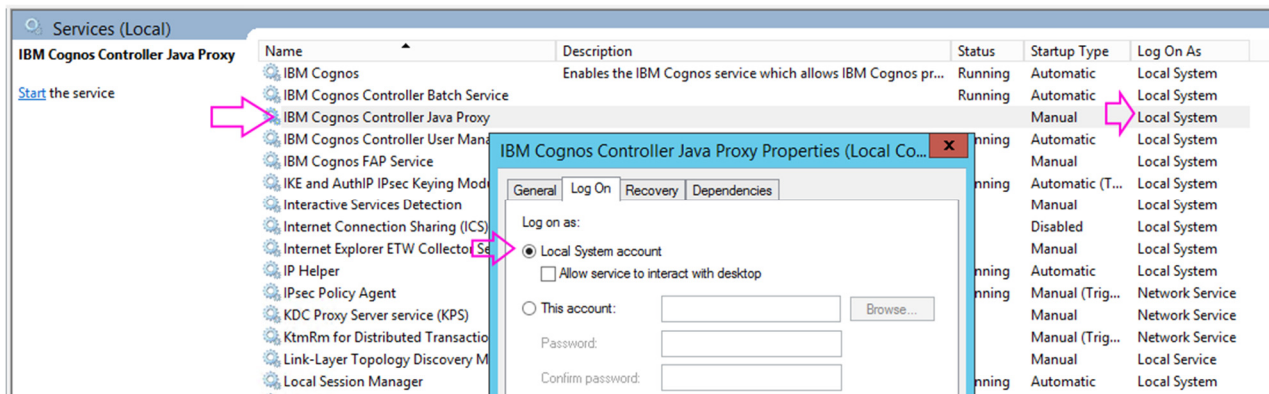 Services (Local)
IBM Cognos Controller Java Proxy
Start the service
Name Description Status Startup Type Log On As
IBM Cognos Enables the IBM Cognos service which allows IBM Cognos pr... Running Automatic Local System
IBM Cognos Controller Batch Service Running Automatic Local System
IBM Cognos Controller Java Proxy Manual Local System
IBM Cognos Controller User Mana nning Automatic Local System
IBM Cognos FAP Service Manual Local System
IKE and AuthIP IPsec Keying Modu nning Automatic (T... Local System
Interactive Services Detection Manual Local System
Internet Connection Sharing (ICS) Disabled Local System
Internet Explorer ETW Collector Se Manual Local System
IP Helper nning Automatic Local System
IPsec Policy Agent nning Manual (Trig... Network Service
KDC Proxy Server service (KPS) Manual Network Service
KtmRm for Distributed Transactio Manual (Trig... Network Service
Link-Layer Topology Discovery M Manual Local Service
Local Session Manager nning Automatic Local System
IBM Cognos Controller Java Proxy Properties (Local Co... x
General Log On Recovery Dependencies
Log on as:
Local System account
Allow service to interact with desktop
This account: Browse...
Password:
Confirm password: